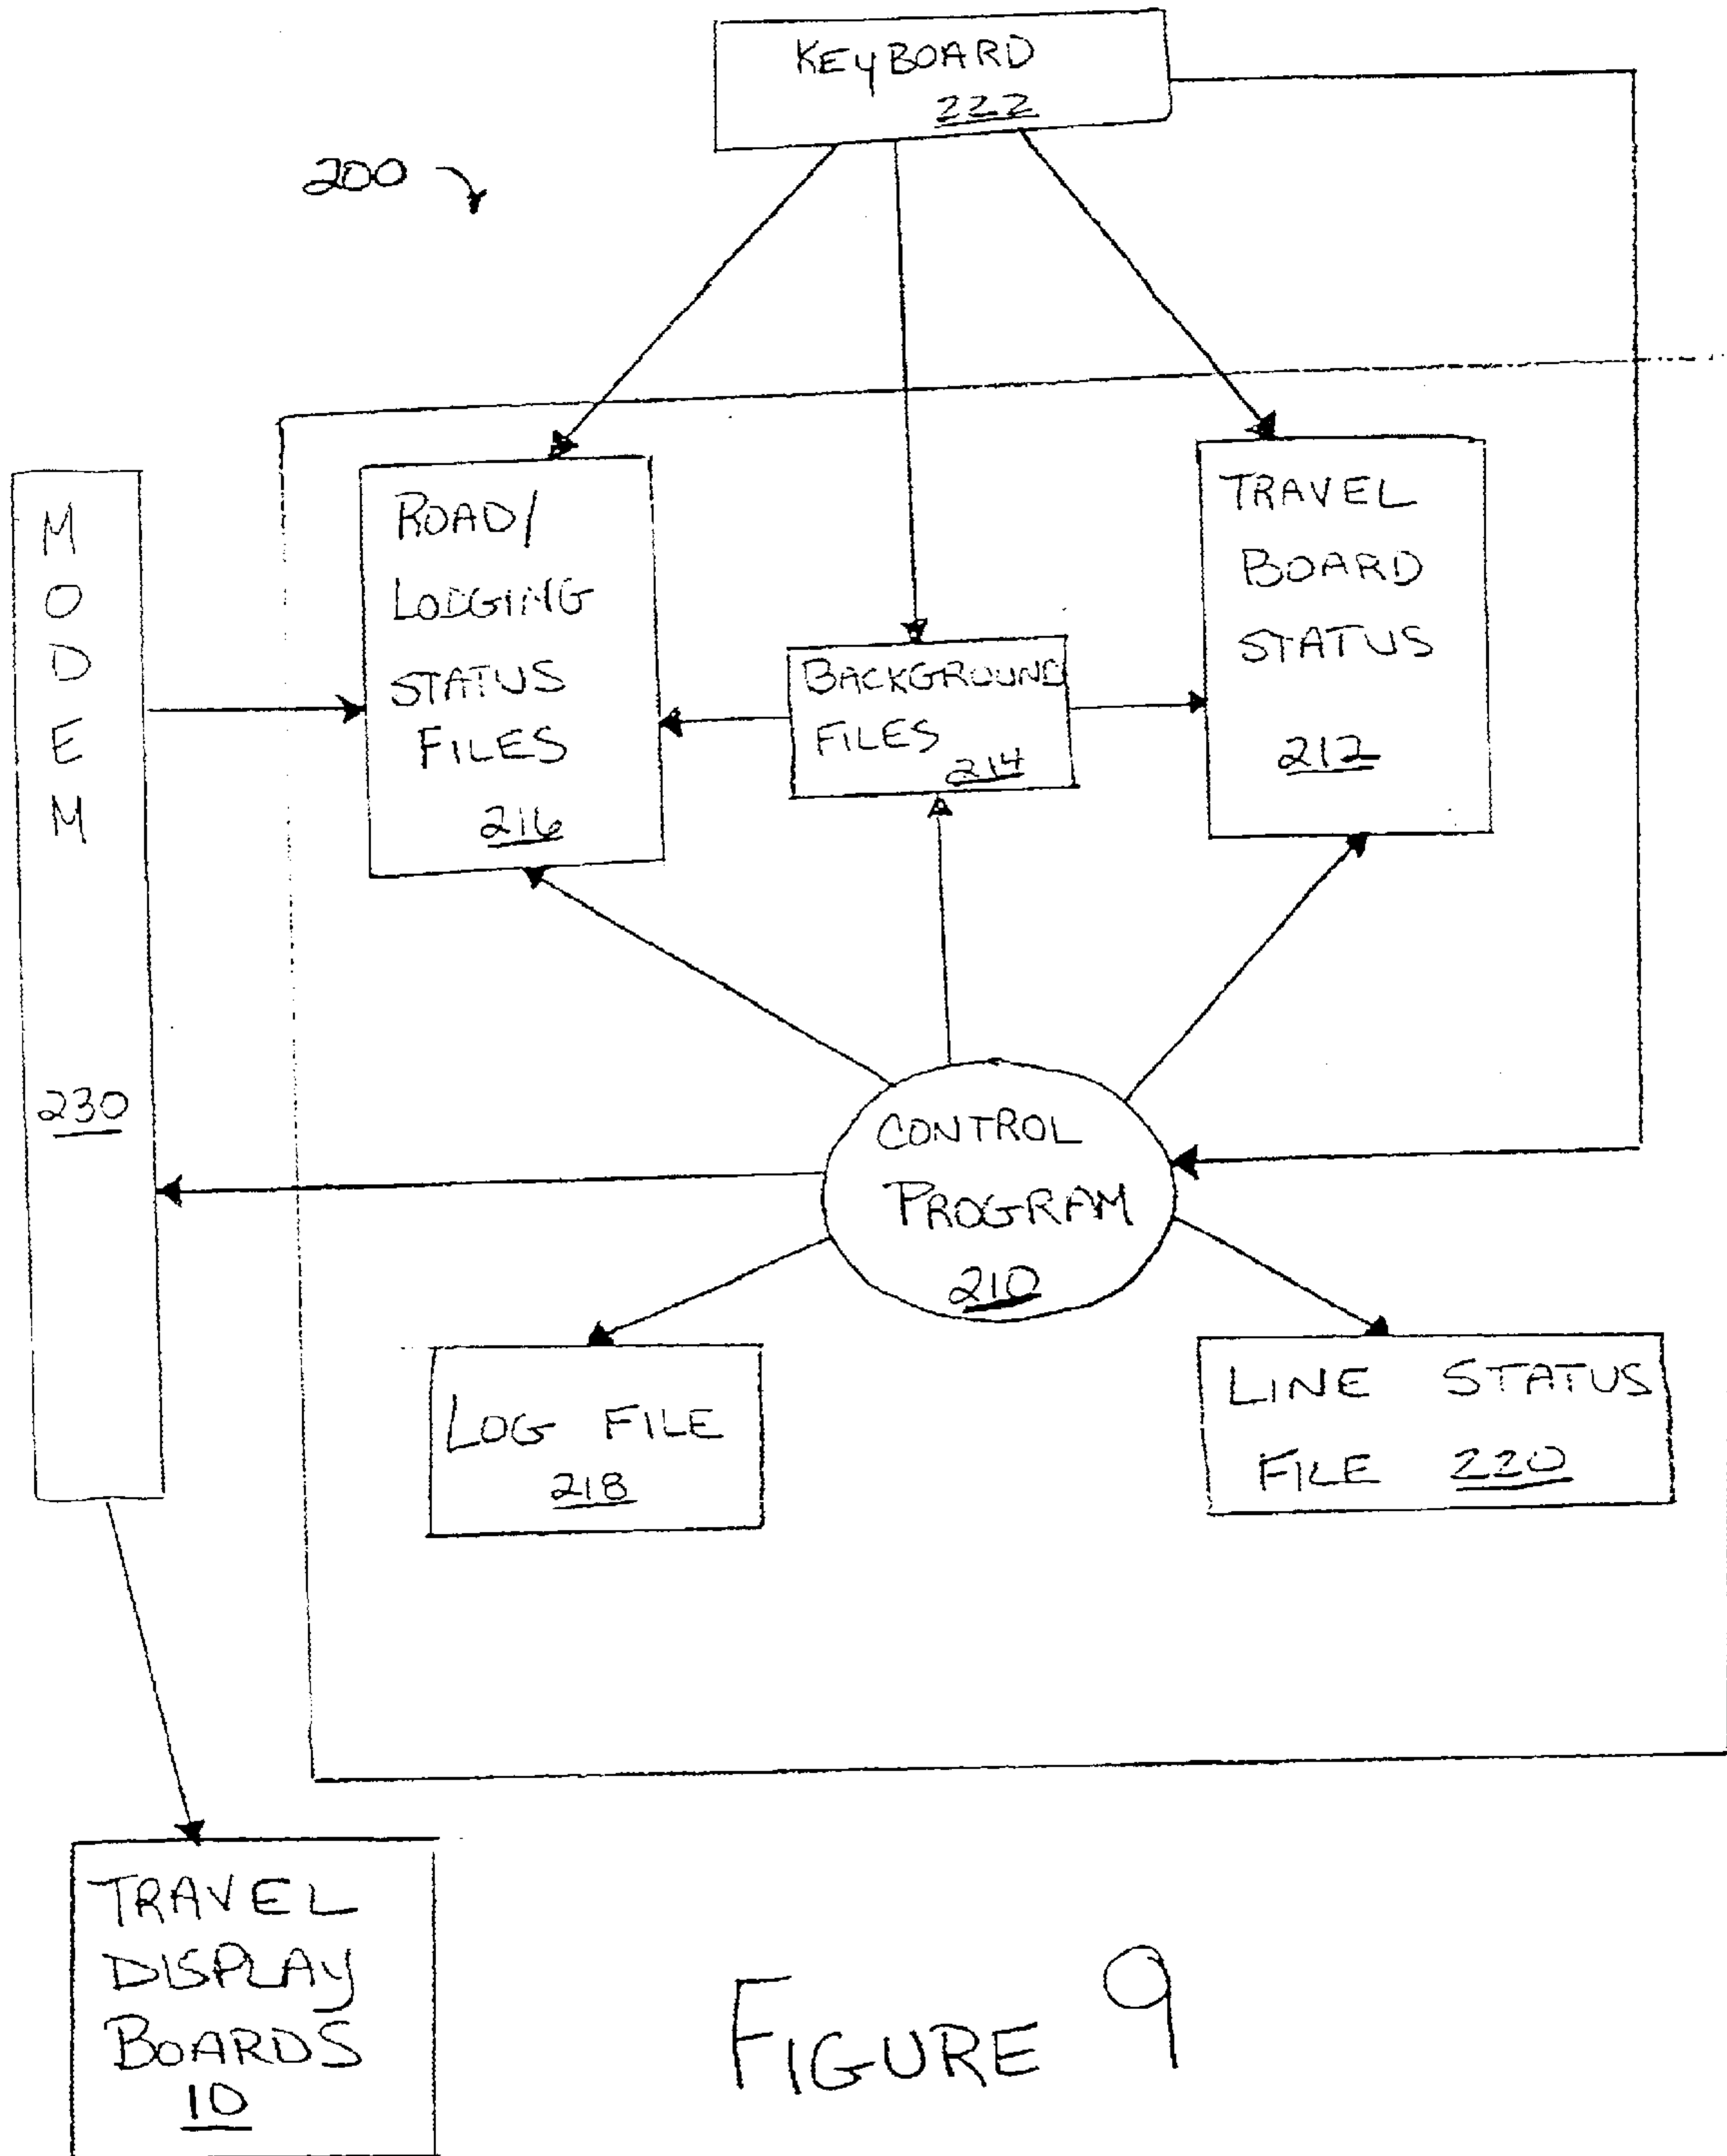 KEYBOARD
222
200
MODEM
230
ROAD/
LODGING
STATUS
FILES
216
BACKGROUND
FILES
214
TRAVEL
BOARD
STATUS
212
CONTROL
PROGRAM
210
LOG FILE
218
LINE STATUS
FILE 220
TRAVEL
DISPLAY
BOARDS
10
FIGURE 9